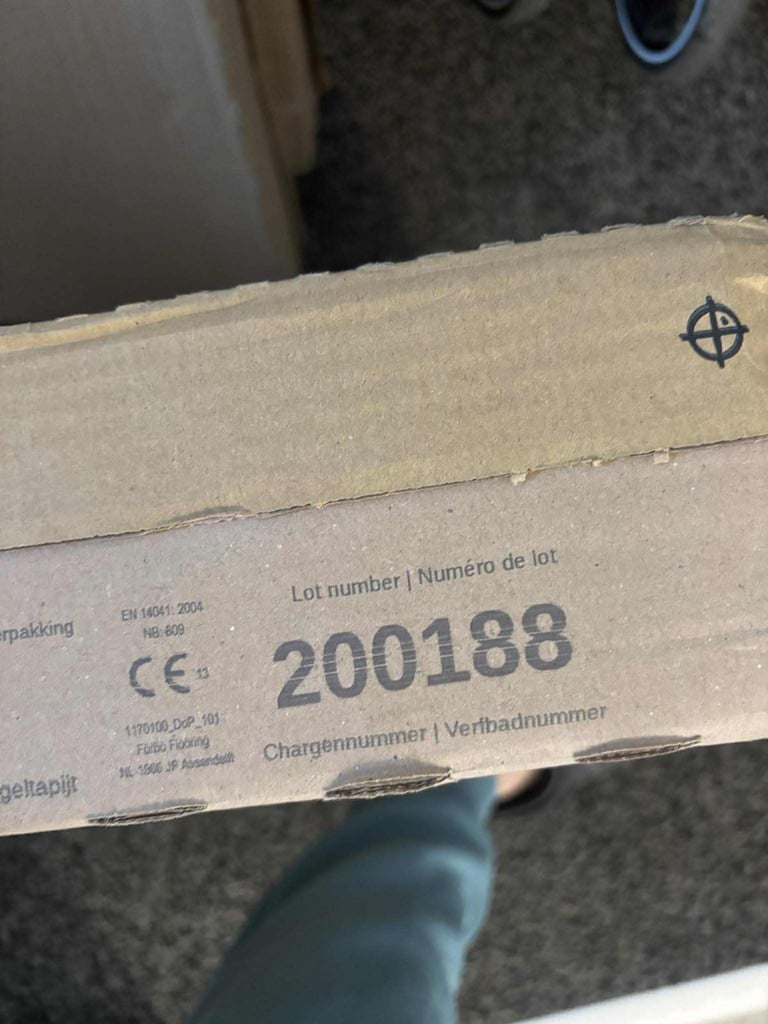 Lot number | Numéro de lot
200188
Chargennummer | Verfbadnummer
EN 14041: 2004
NB: 809
CE 13
1170100_DoP_101
Forbo Flooring
NL 1566 JP Assendelft
erpakking
geltapijt